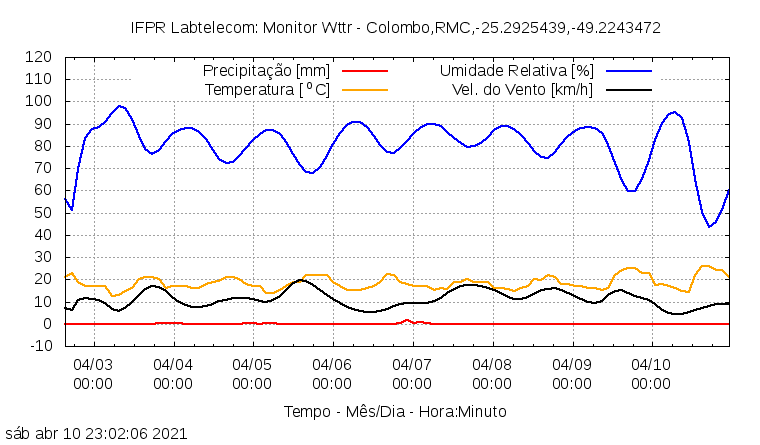 IFPR Labtelecom: Monitor Wttr - Colombo,RMC,-25.2925439,-49.2243472
Precipitação [mm]
Temperatura [ ⁰C]
Umidade Relativa [%]
Vel. do Vento [km/h]
120
110
100
90
80
70
60
50
40
30
20
10
0
-10
04/03 04/04 04/05 04/06 04/07 04/08 04/09 04/10
00:00 00:00 00:00 00:00 00:00 00:00 00:00 00:00
Tempo - Mês/Dia - Hora:Minuto
sáb abr 10 23:02:06 2021